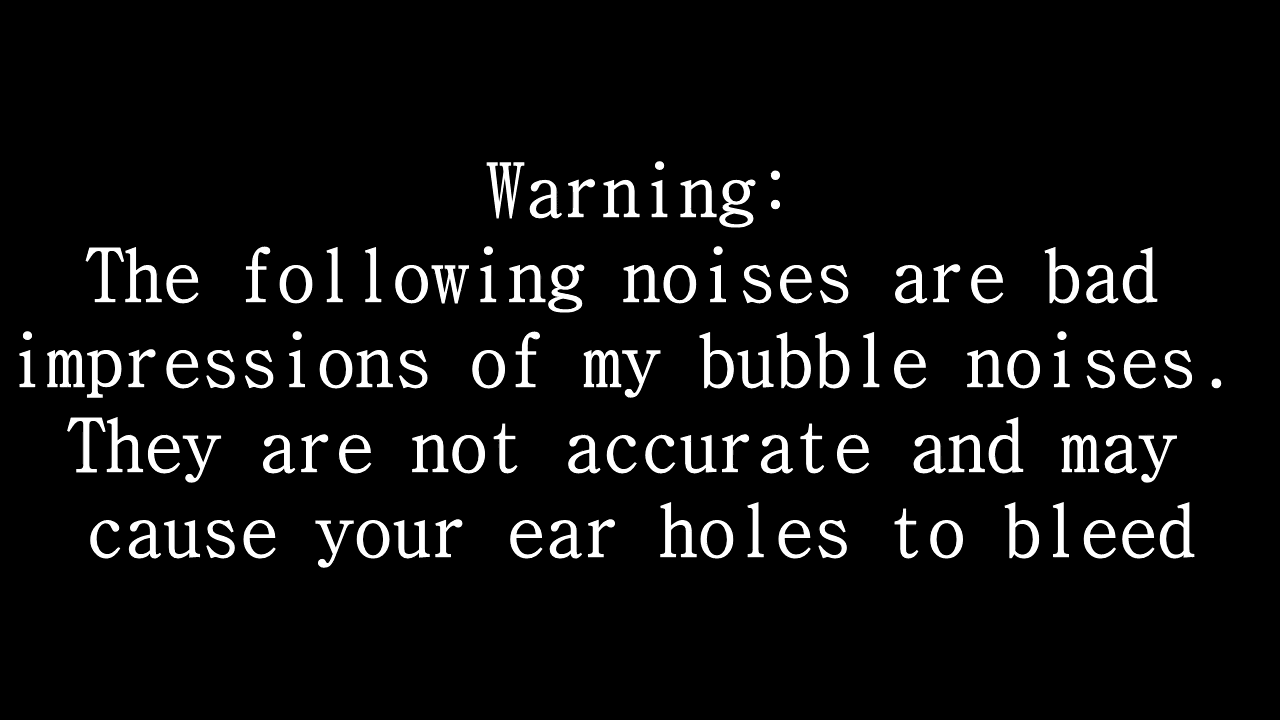 Warning:
The following noises are bad
impressions of my bubble noises.
They are not accurate and may
cause your ear holes to bleed